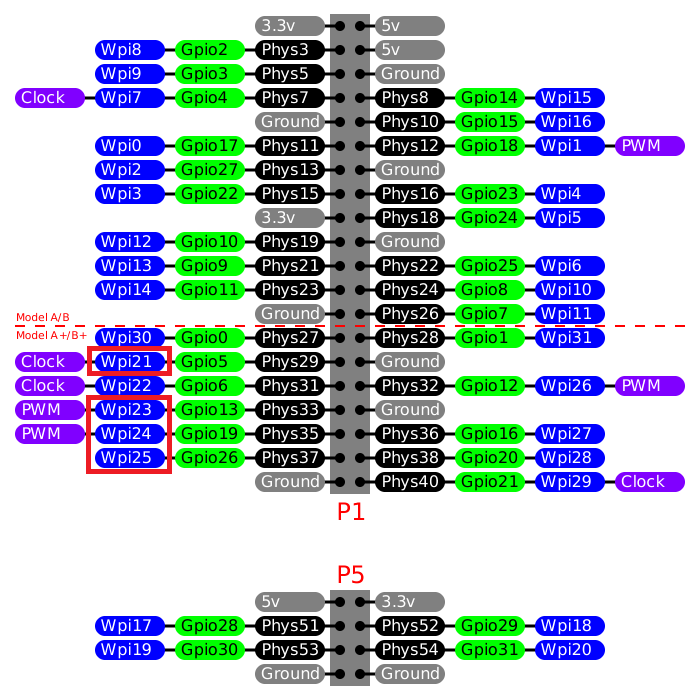 3.3v 5v
Wpi8 Gpio2 Phys3 5v
Wpi9 Gpio3 Phys5 Ground
Clock Wpi7 Gpio4 Phys7 Phys8 Gpio14 Wpi15
Ground Phys10 Gpio15 Wpi16
Wpi0 Gpio17 Phys11 Phys12 Gpio18 Wpi1 PWM
Wpi2 Gpio27 Phys13 Ground
Wpi3 Gpio22 Phys15 Phys16 Gpio23 Wpi4
3.3v Phys18 Gpio24 Wpi5
Wpi12 Gpio10 Phys19 Ground
Wpi13 Gpio9 Phys21 Phys22 Gpio25 Wpi6
Wpi14 Gpio11 Phys23 Phys24 Gpio8 Wpi10
Ground Phys26 Gpio7 Wpi11
Model A/B
Model A+/B+
Wpi30 Gpio0 Phys27 Phys28 Gpio1 Wpi31
Clock Wpi21 Gpio5 Phys29 Ground
Clock Wpi22 Gpio6 Phys31 Phys32 Gpio12 Wpi26 PWM
PWM Wpi23 Gpio13 Phys33 Ground
PWM Wpi24 Gpio19 Phys35 Phys36 Gpio16 Wpi27
Wpi25 Gpio26 Phys37 Phys38 Gpio20 Wpi28
Ground Phys40 Gpio21 Wpi29 Clock
P1
P5
5v 3.3v
Wpi17 Gpio28 Phys51 Phys52 Gpio29 Wpi18
Wpi19 Gpio30 Phys53 Phys54 Gpio31 Wpi20
Ground Ground